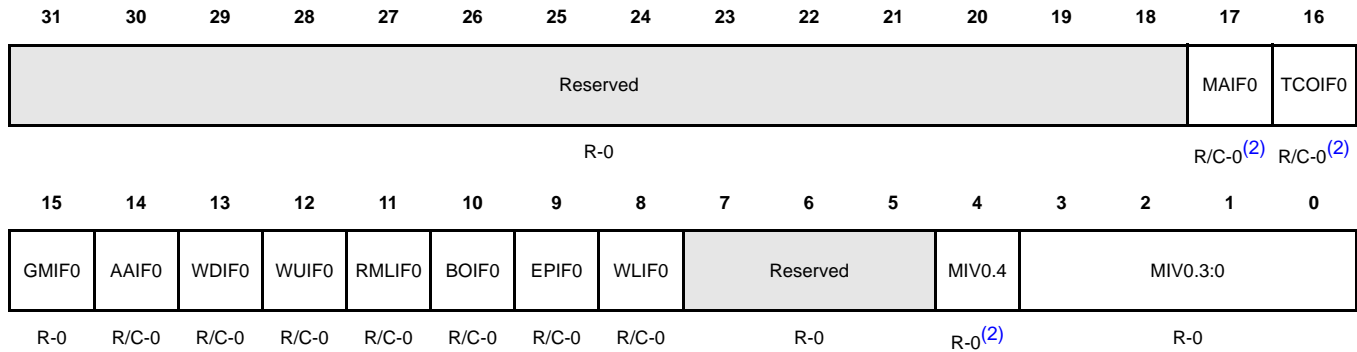 31 30 29 28 27 26 25 24 23 22 21 20 19 18 17 16
Reserved MAIF0 TCOIF0
R-0 R/C-0(2) R/C-0(2)
15 14 13 12 11 10 9 8 7 6 5 4 3 2 1 0
GMIF0 AAIF0 WDIF0 WUIF0 RMLIF0 BOIF0 EPIF0 WLIF0 Reserved MIV0.4 MIV0.3:0
R-0 R/C-0 R/C-0 R/C-0 R/C-0 R/C-0 R/C-0 R/C-0 R-0 R-0(2) R-0